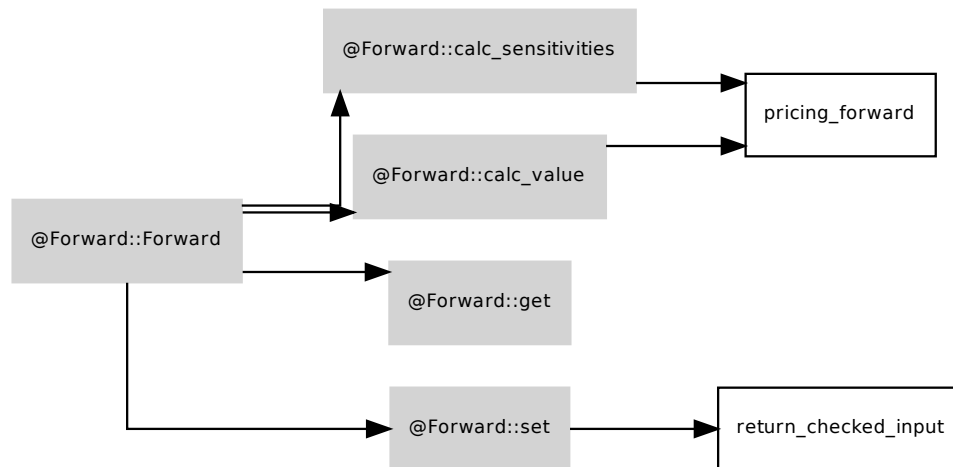 @Forward::calc_sensitivities
pricing_forward
@Forward::calc_value
@Forward::Forward
@Forward::get
@Forward::set
return_checked_input